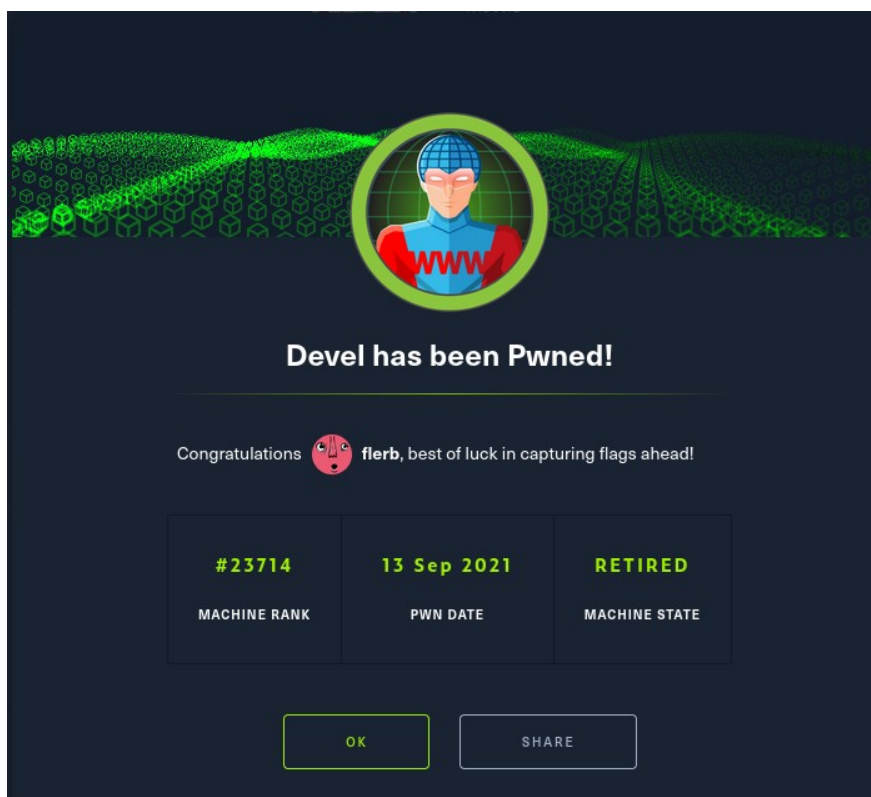 WWW
Devel has been Pwned!
Congratulations flerb, best of luck in capturing flags ahead!
#23714 13 Sep 2021 RETIRED
MACHINE RANK PWN DATE MACHINE STATE
OK SHARE